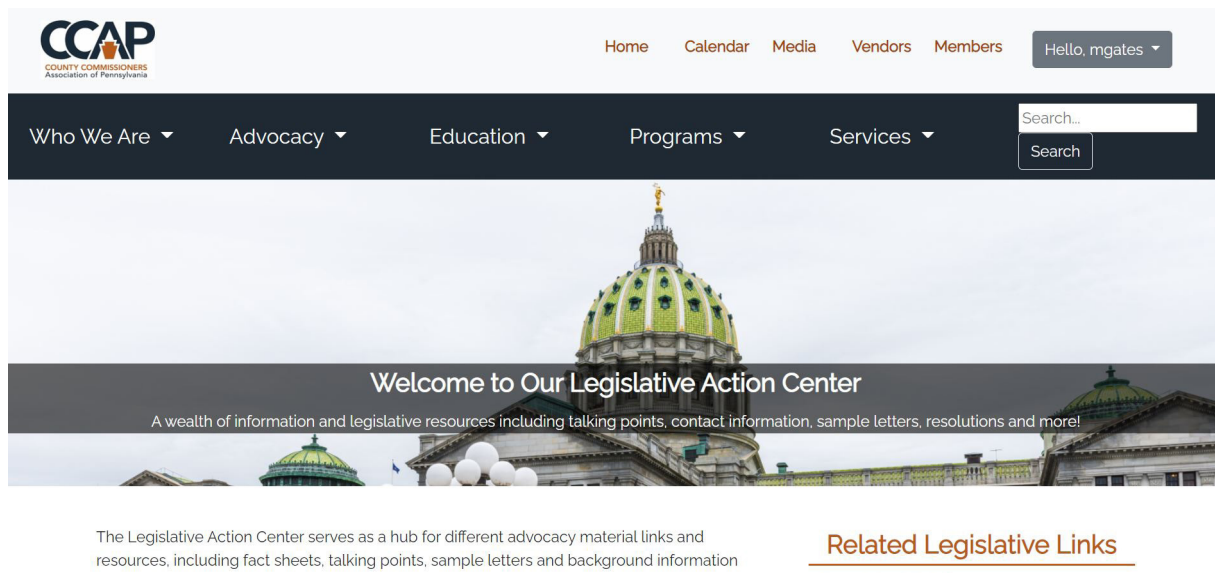 CCAP
COUNTY COMMISSIONERS
Association of Pennsylvania
Home Calendar Media Vendors Members Hello, mgates
Who We Are Advocacy Education Programs Services Search...
Search
Welcome to Our Legislative Action Center
A wealth of information and legislative resources including talking points, contact information, sample letters, resolutions and more!
The Legislative Action Center serves as a hub for different advocacy material links and
resources, including fact sheets, talking points, sample letters and background information
Related Legislative Links